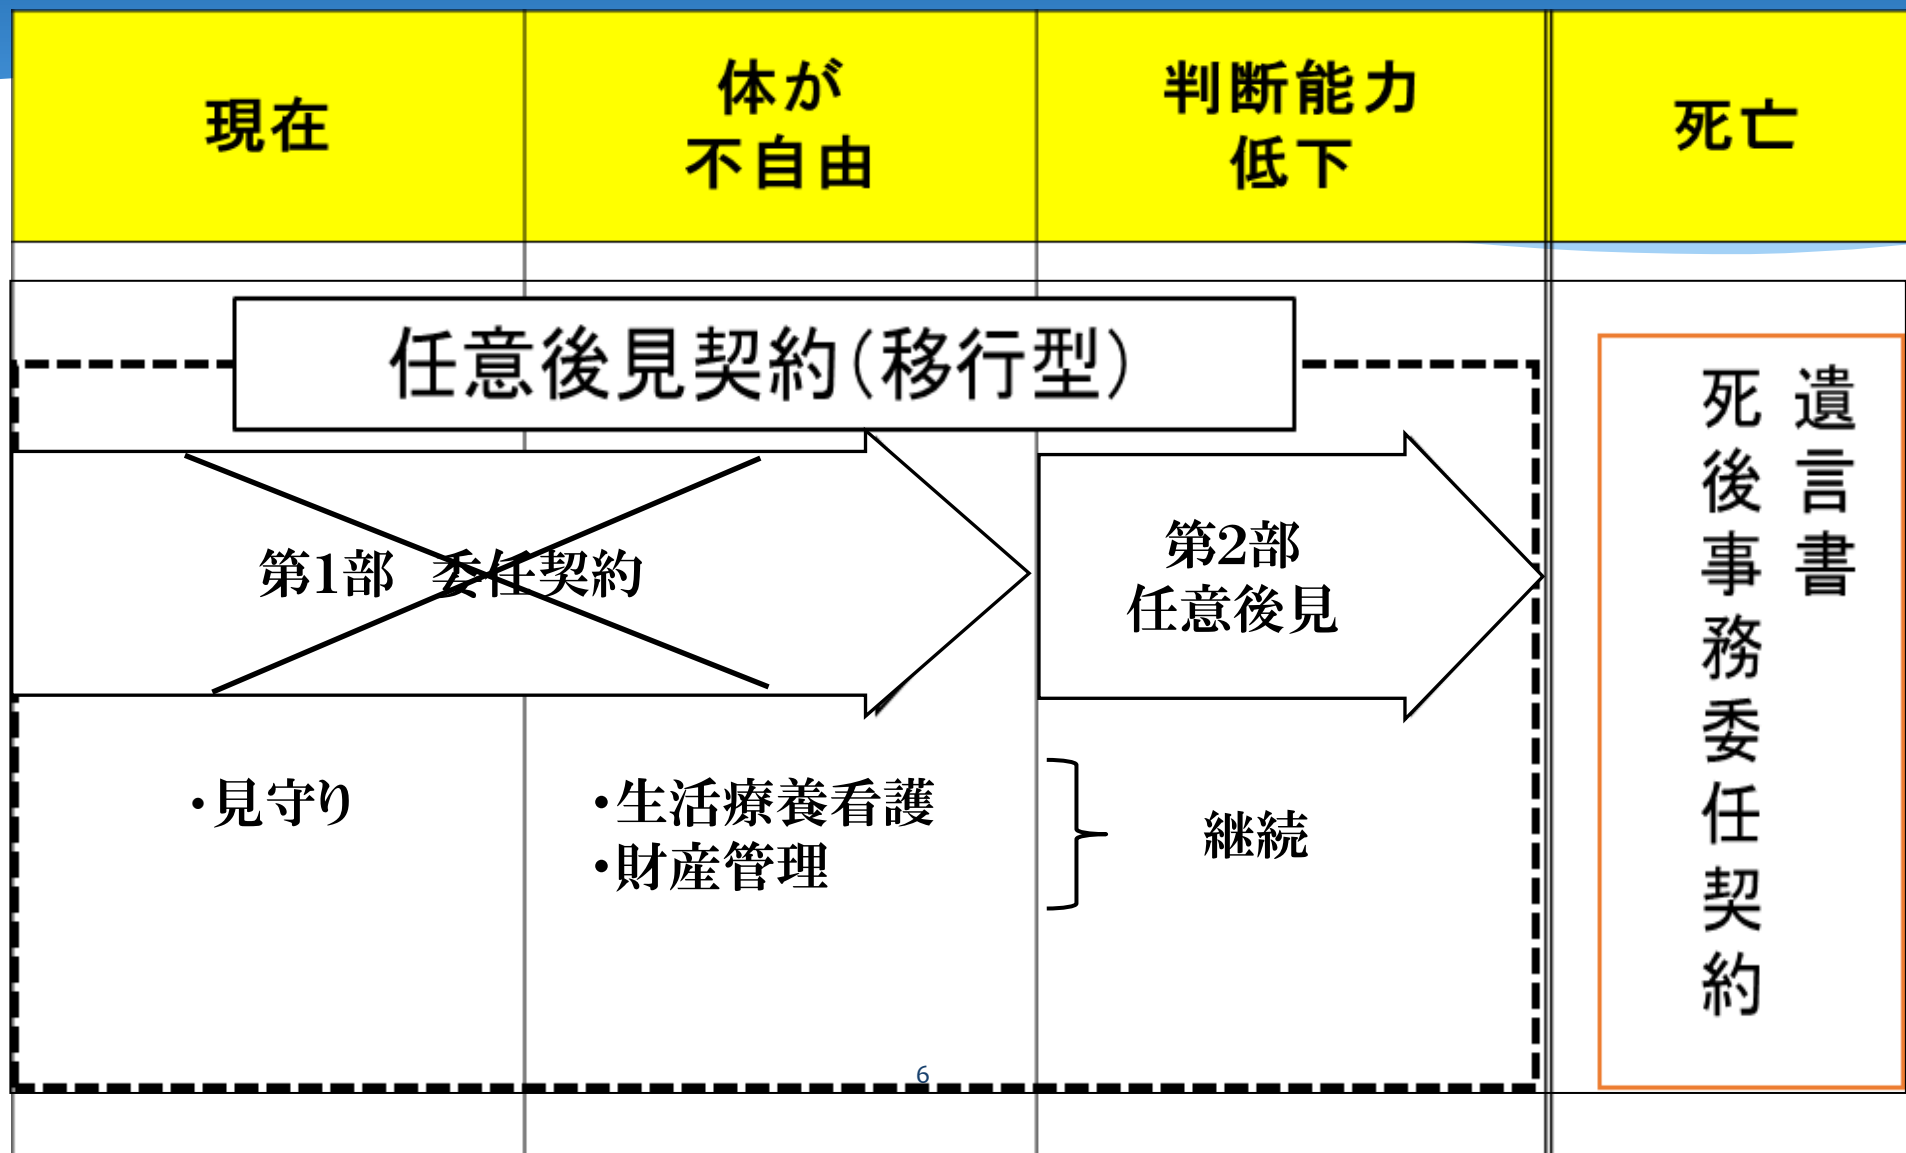 現在
体が
不自由
判断能力
低下
死亡
任意後見契約(移行型)
第1部 委任契約
第2部
任意後見
・見守り
・生活療養看護
・財産管理
継続
遺言書
死後事務委任契約
6